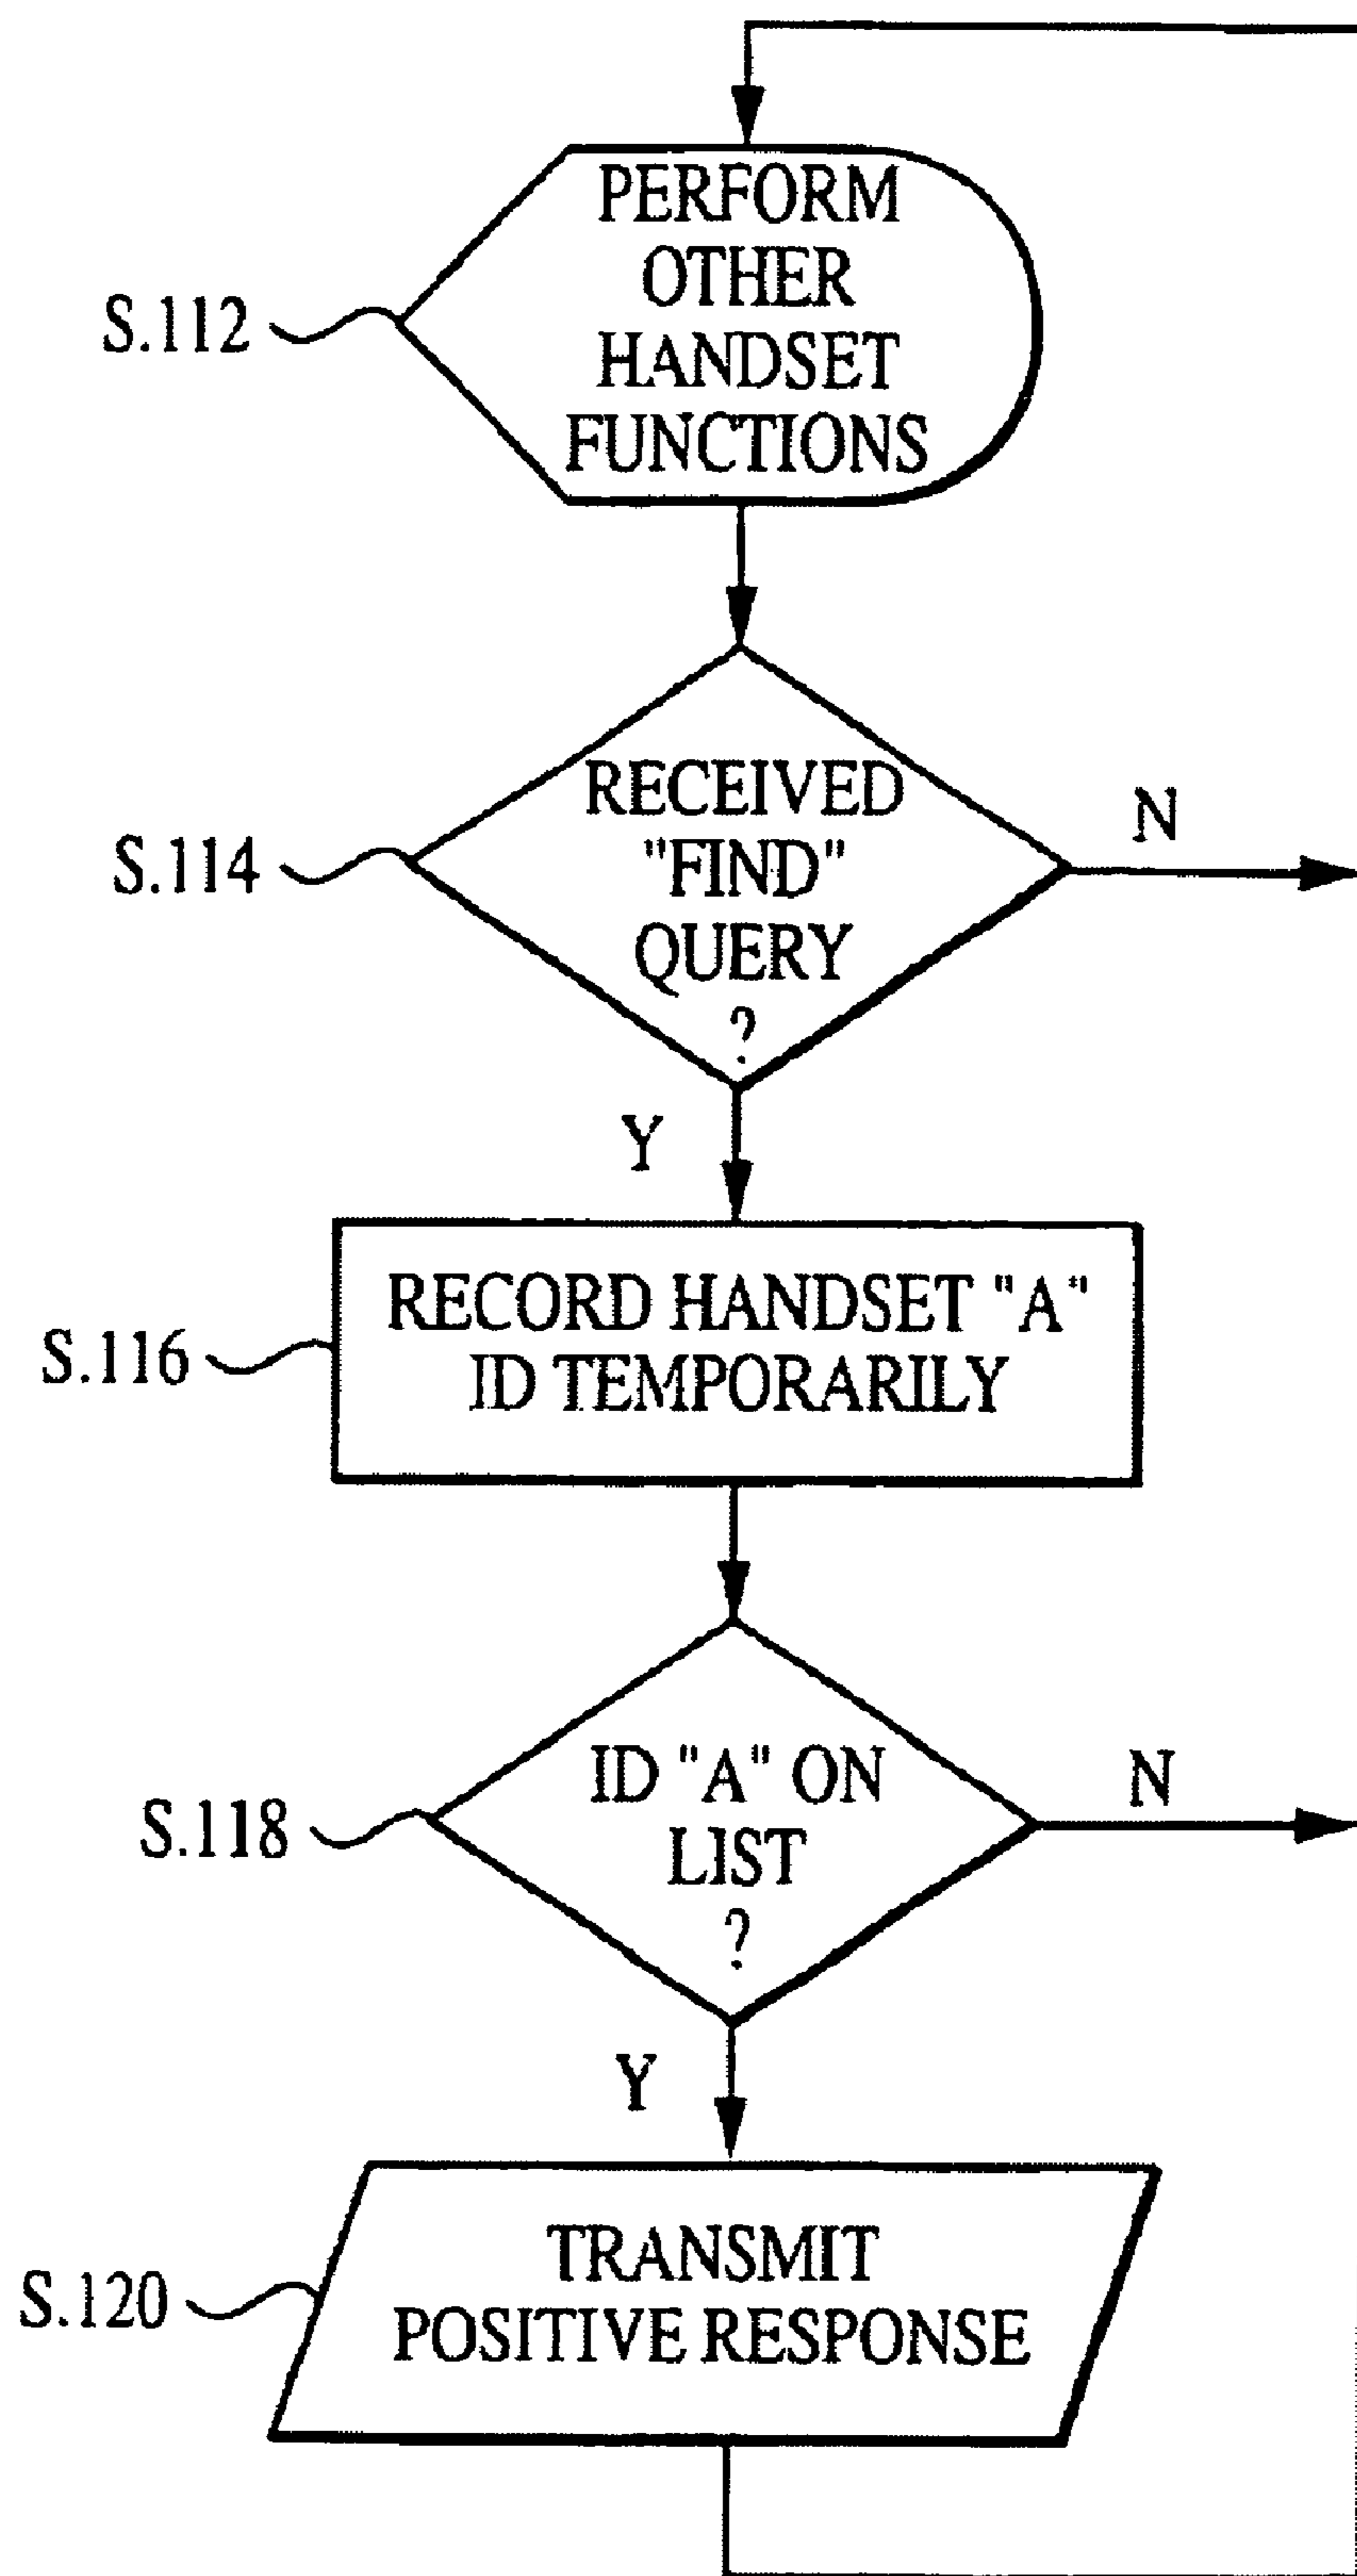 PERFORM
OTHER
HANDSET
FUNCTIONS
S.112
RECEIVED
"FIND"
QUERY
?
S.114
N
Y
RECORD HANDSET "A"
ID TEMPORARILY
S.116
ID "A" ON
LIST
?
S.118
N
Y
TRANSMIT
POSITIVE RESPONSE
S.120